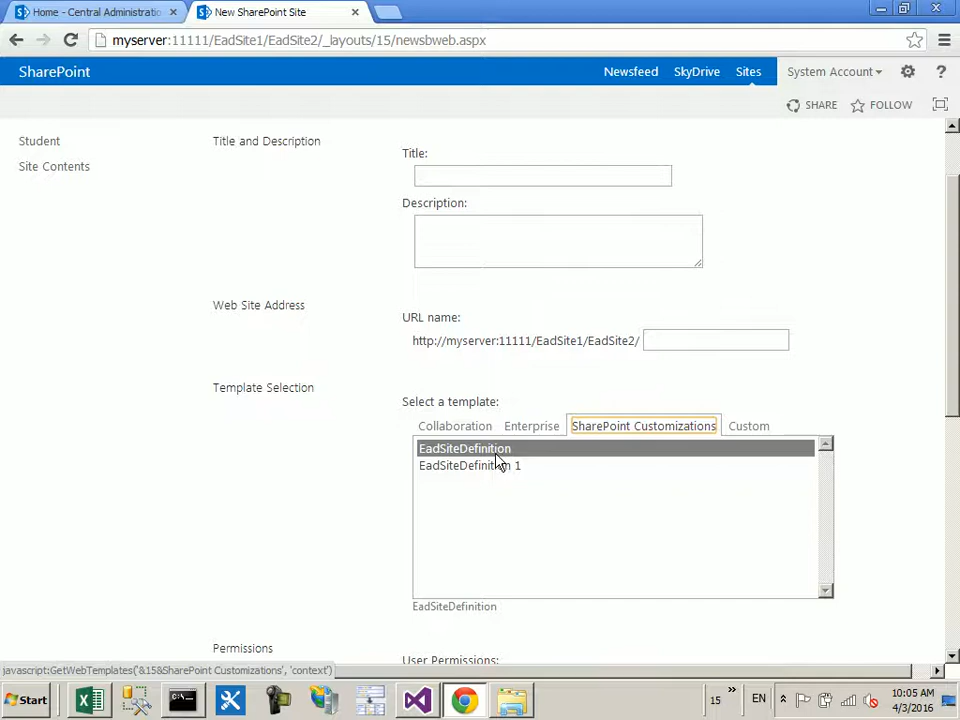 Home - Central Administratio
New SharePoint Site
myserver:11111/EadSite1/EadSite2/_layouts/15/newsbweb.aspx
SharePoint
Newsfeed
SkyDrive
Sites
System Account
?
SHARE
FOLLOW
Student
Site Contents
Title and Description
Title:
Description:
Web Site Address
URL name:
http://myserver:11111/EadSite1/EadSite2/
Template Selection
Select a template:
Collaboration
Enterprise
SharePoint Customizations
Custom
EadSiteDefinition
EadSiteDefinition 1
EadSiteDefinition
Permissions
User Permissions:
javascript:GetWebTemplates('&15&SharePoint Customizations', 'context')
Start
15
EN
10:05 AM
4/3/2016